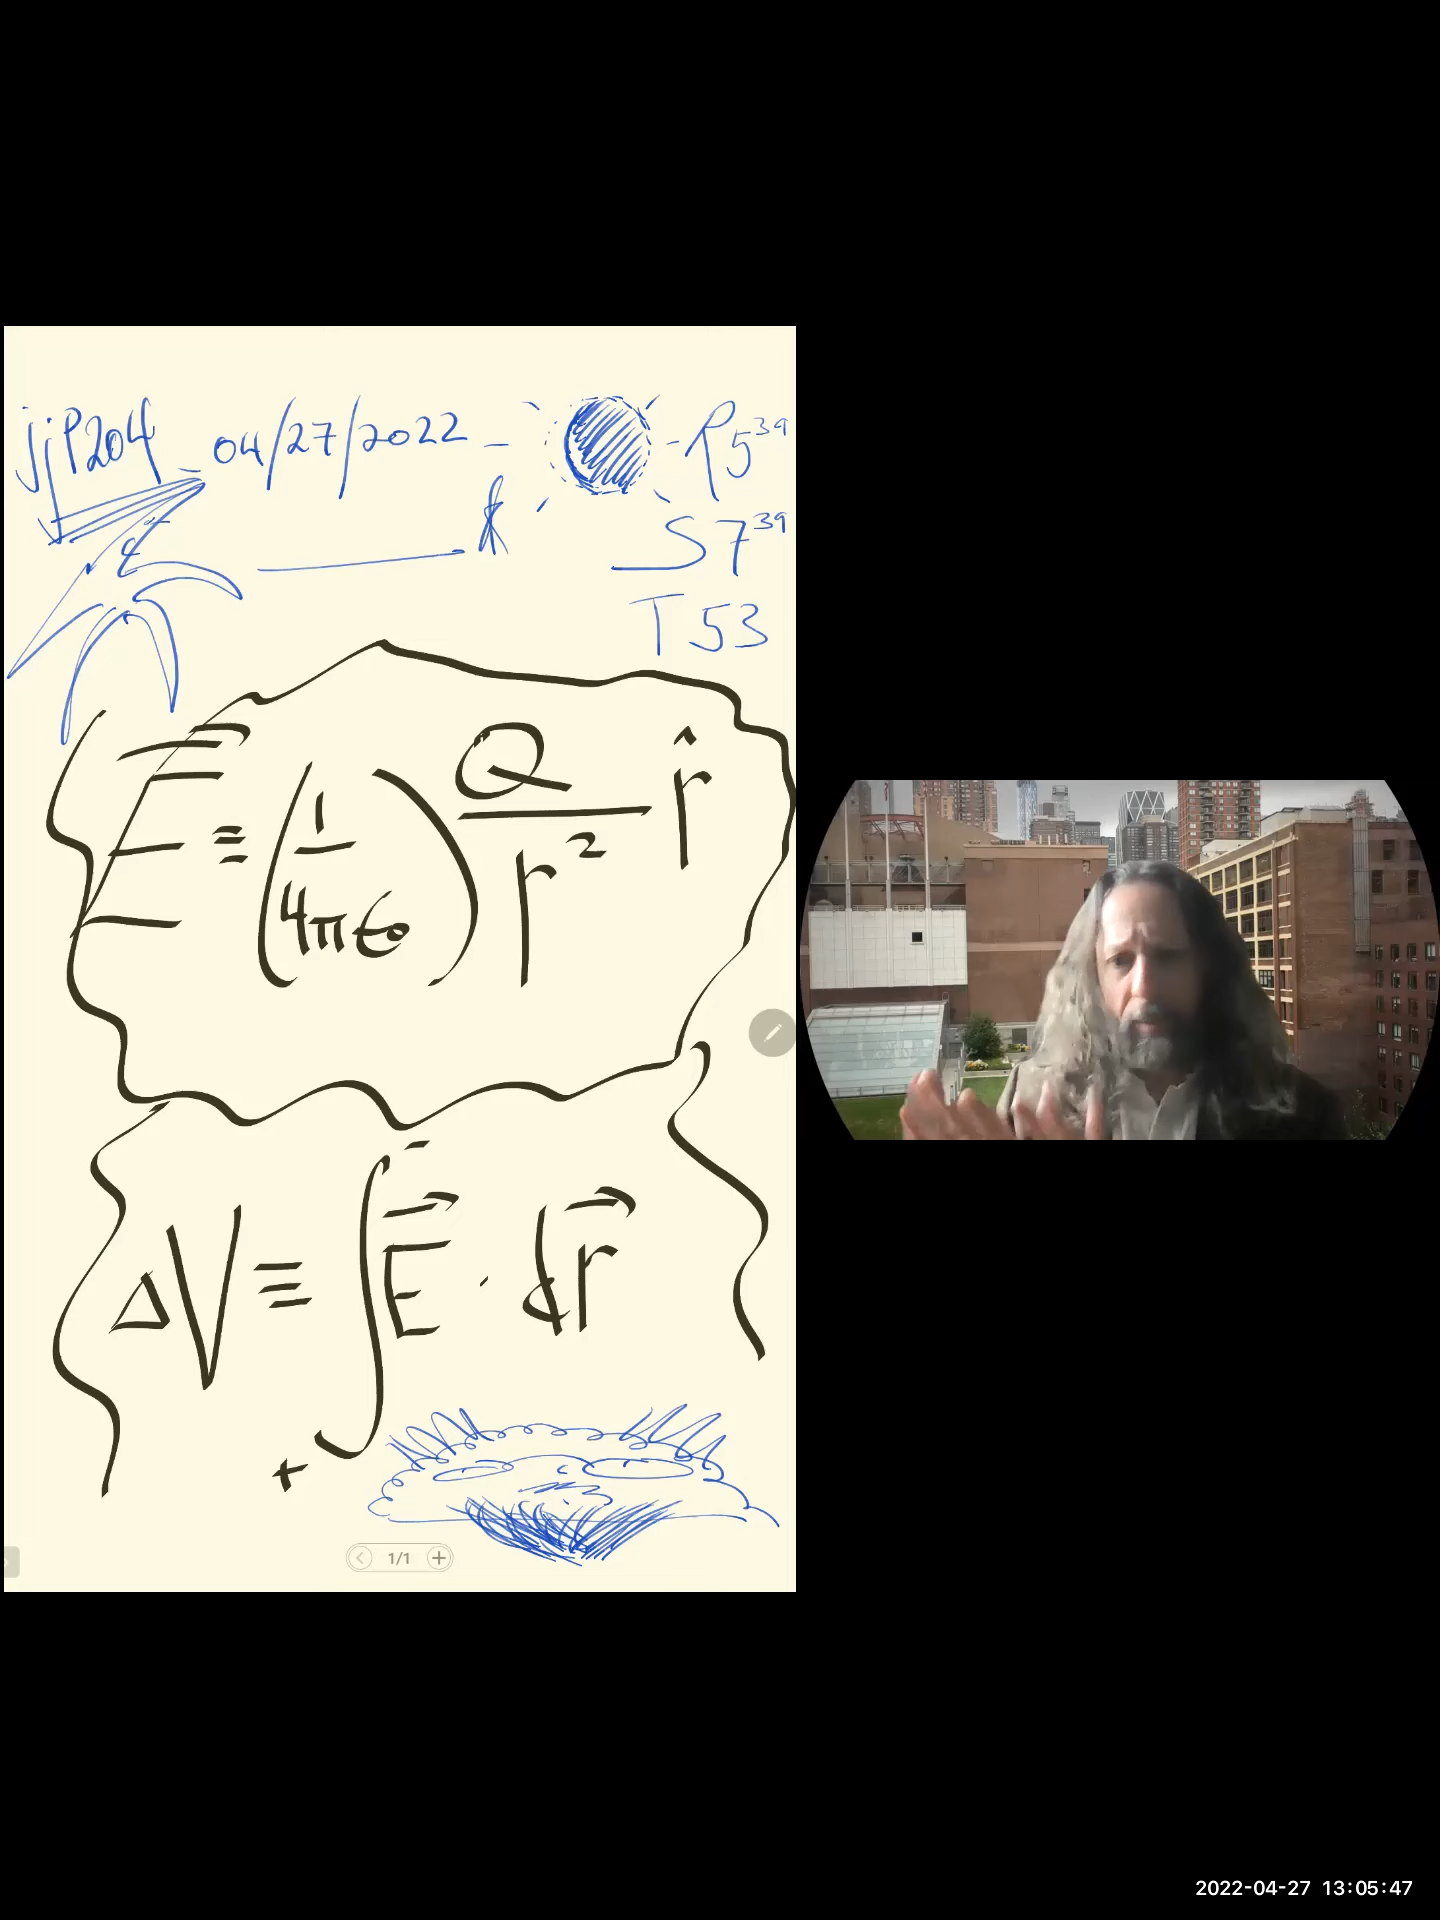 jjP204 - 04/27/2022 - - R5³⁹
S7³⁹
T53
E⃗ = (1/4πϵ₀) Q/r² r̂
-
ΔV ≡ ∫ E⃗ · dr⃗
+
1/1
2022-04-27 13:05:47